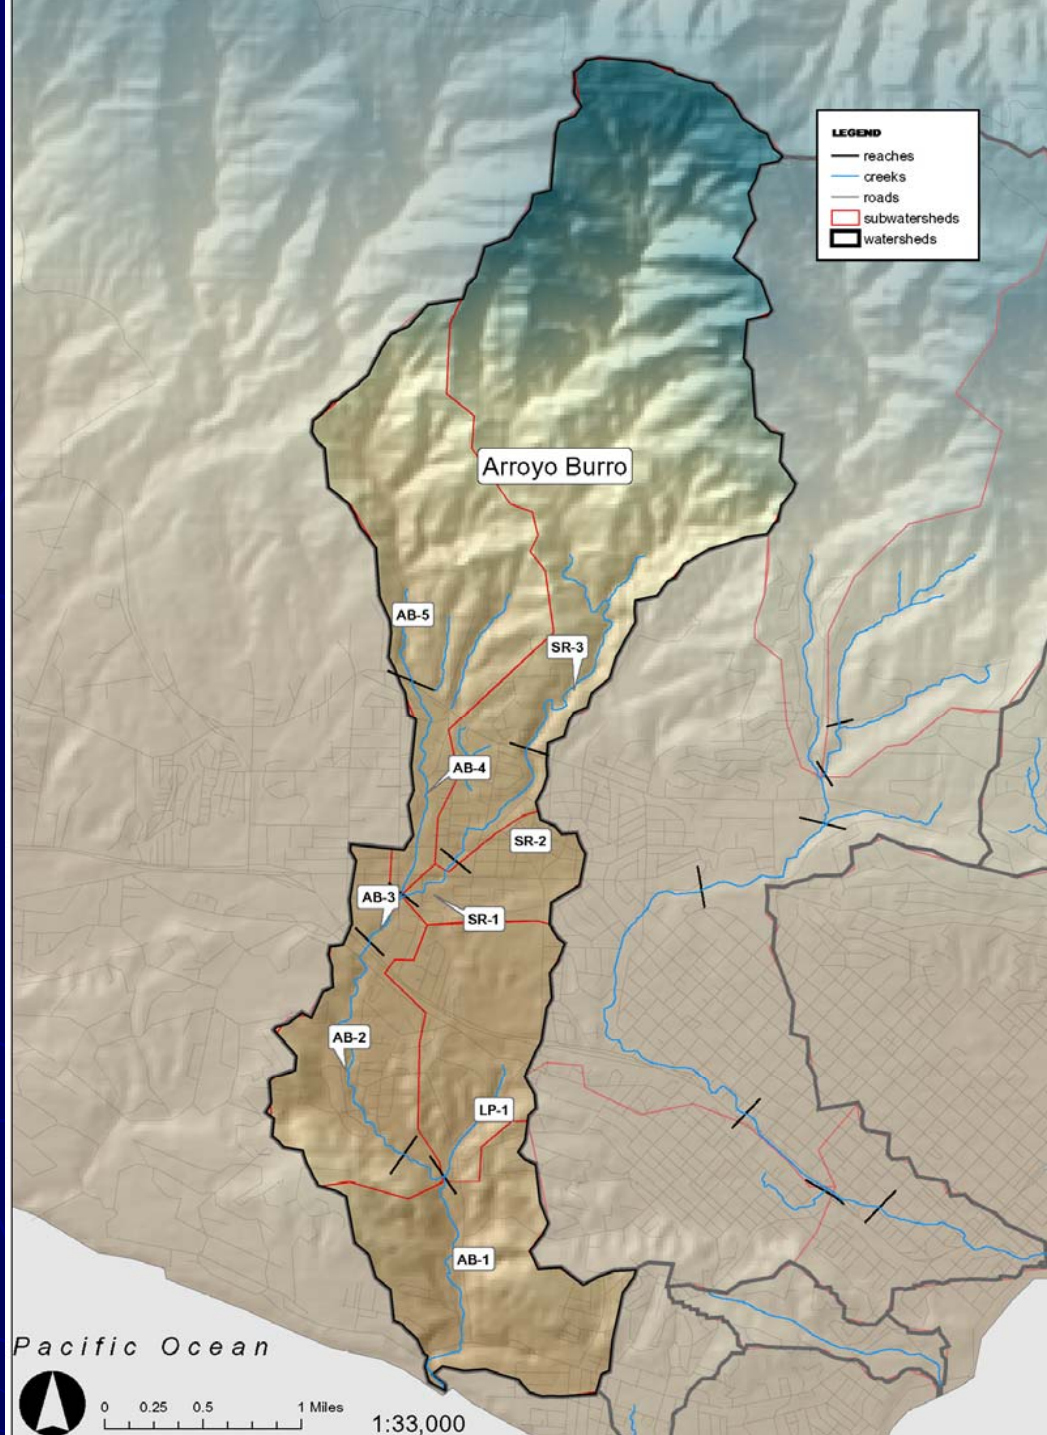 LEGEND
reaches
creeks
roads
subwatersheds
watersheds
Arroyo Burro
AB-5
SR-3
AB-4
SR-2
AB-3
SR-1
AB-2
LP-1
AB-1
Pacific Ocean
0 0.25 0.5 1 Miles
1:33,000